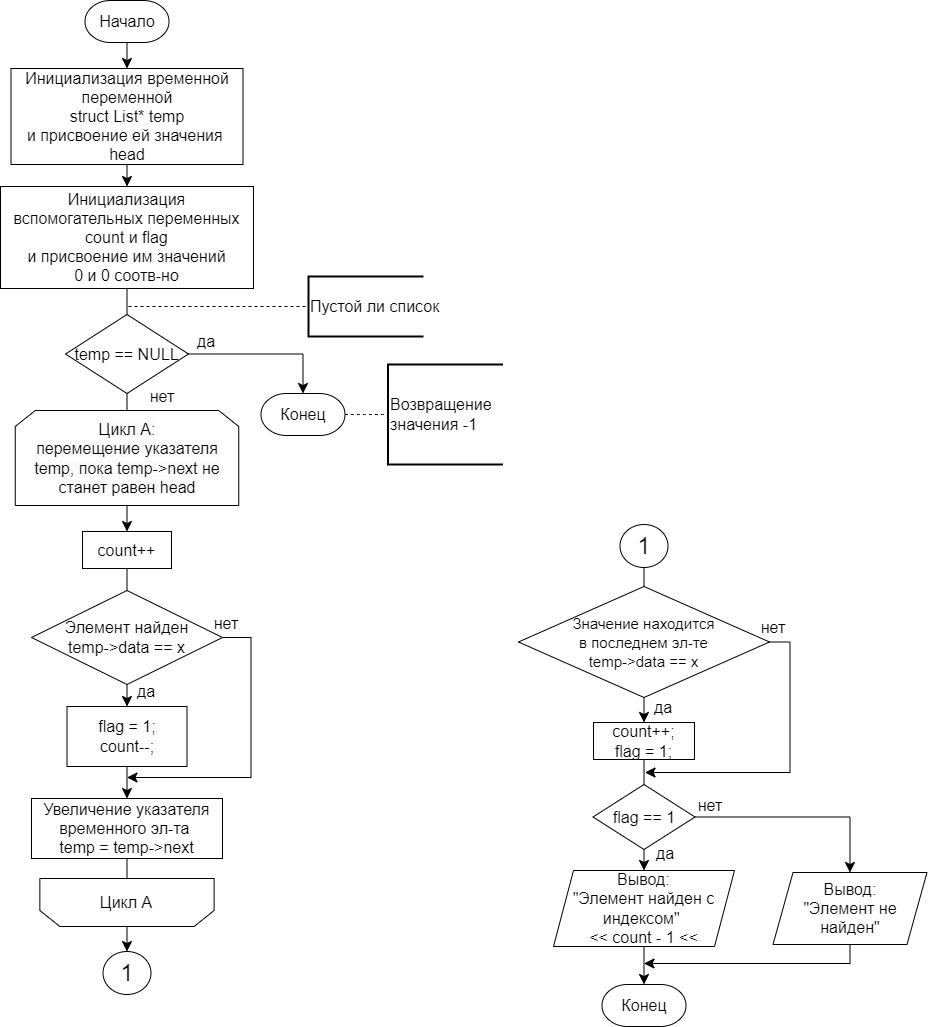 Начало
Инициализация временной
переменной
struct List* temp
и присвоение ей значения
head
Инициализация
вспомогательных переменных
count и flag
и присвоение им значений
0 и 0 соотв-но
Пустой ли список
temp == NULL
да
нет
Конец
Возвращение
значения -1
Цикл А:
перемещение указателя
temp, пока temp->next не
станет равен head
count++
Элемент найден
temp->data == x
нет
да
flag = 1;
count--;
Увеличение указателя
временного эл-та
temp = temp->next
Цикл А
1
1
Значение находится
в последнем эл-те
temp->data == x
нет
да
count++;
flag = 1;
flag == 1
нет
да
Вывод:
"Элемент найден с
индексом"
<< count - 1 <<
Вывод:
"Элемент не
найден"
Конец